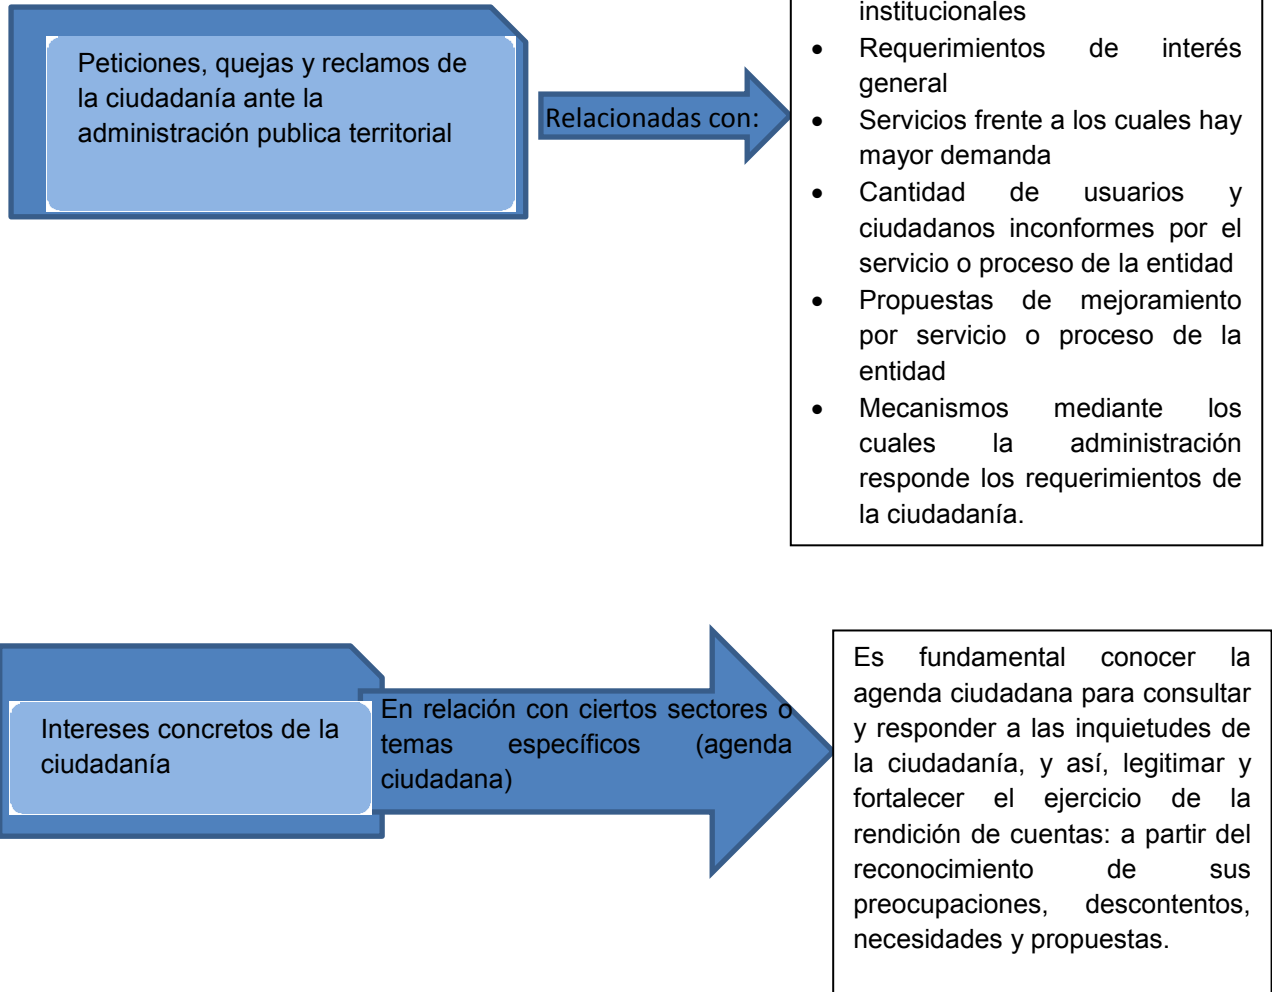 Peticiones, quejas y reclamos de
la ciudadanía ante la
administración publica territorial
Relacionadas con:
institucionales
• Requerimientos de interés
general
• Servicios frente a los cuales hay
mayor demanda
• Cantidad de usuarios y
ciudadanos inconformes por el
servicio o proceso de la entidad
• Propuestas de mejoramiento
por servicio o proceso de la
entidad
• Mecanismos mediante los
cuales la administración
responde los requerimientos de
la ciudadanía.
Intereses concretos de la
ciudadanía
En relación con ciertos sectores o
temas específicos (agenda
ciudadana)
Es fundamental conocer la
agenda ciudadana para consultar
y responder a las inquietudes de
la ciudadanía, y así, legitimar y
fortalecer el ejercicio de la
rendición de cuentas: a partir del
reconocimiento de sus
preocupaciones, descontentos,
necesidades y propuestas.